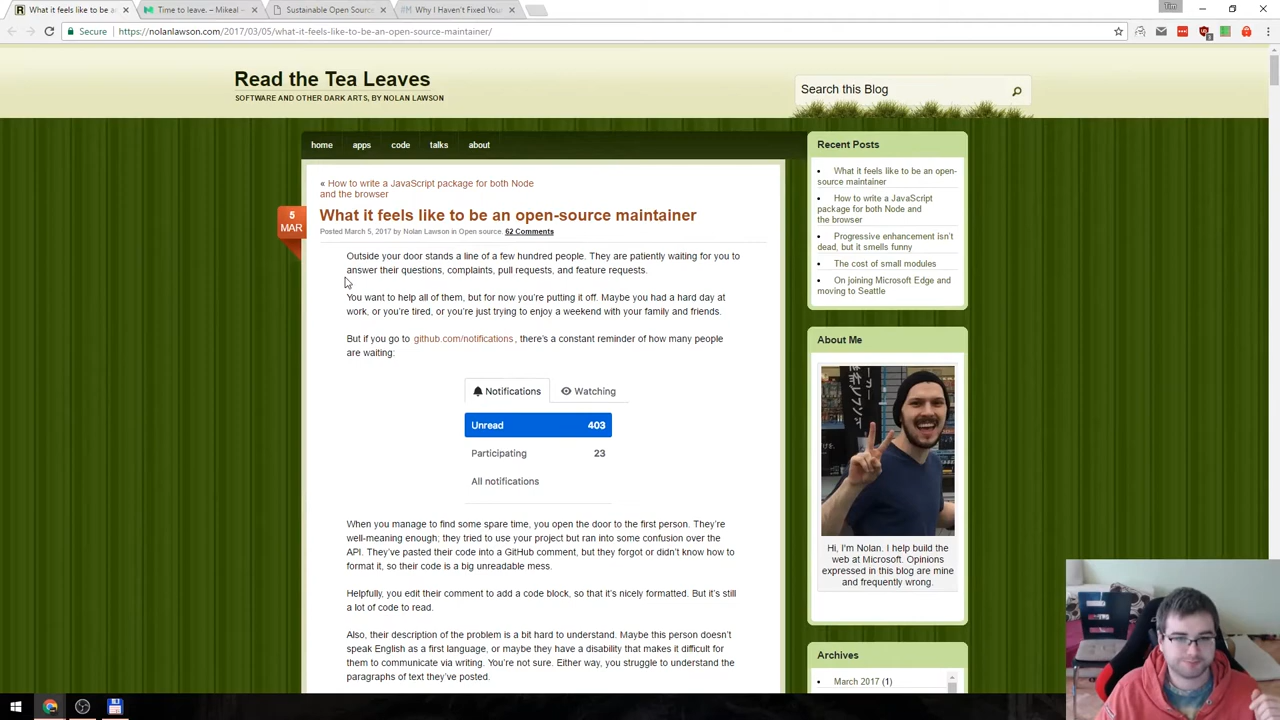 What it feels like to be a
Time to leave. – Mikeal
Sustainable Open Source
Why I Haven't Fixed Your
Tim
Secure
https://nolanlawson.com/2017/03/05/what-it-feels-like-to-be-an-open-source-maintainer/
Read the Tea Leaves
SOFTWARE AND OTHER DARK ARTS, BY NOLAN LAWSON
Search this Blog
home apps code talks about
« How to write a JavaScript package for both Node
and the browser
5
MAR
What it feels like to be an open-source maintainer
Posted March 5, 2017 by Nolan Lawson in Open source. 62 Comments
Outside your door stands a line of a few hundred people. They are patiently waiting for you to
answer their questions, complaints, pull requests, and feature requests.
You want to help all of them, but for now you're putting it off. Maybe you had a hard day at
work, or you're tired, or you're just trying to enjoy a weekend with your family and friends.
But if you go to github.com/notifications, there's a constant reminder of how many people
are waiting:
Notifications Watching
Unread 403
Participating 23
All notifications
When you manage to find some spare time, you open the door to the first person. They're
well-meaning enough; they tried to use your project but ran into some confusion over the
API. They've pasted their code into a GitHub comment, but they forgot or didn't know how to
format it, so their code is a big unreadable mess.
Helpfully, you edit their comment to add a code block, so that it's nicely formatted. But it's still
a lot of code to read.
Also, their description of the problem is a bit hard to understand. Maybe this person doesn't
speak English as a first language, or maybe they have a disability that makes it difficult for
them to communicate via writing. You're not sure. Either way, you struggle to understand the
paragraphs of text they've posted.
Recent Posts
What it feels like to be an open-
source maintainer
How to write a JavaScript
package for both Node and
the browser
Progressive enhancement isn't
dead, but it smells funny
The cost of small modules
On joining Microsoft Edge and
moving to Seattle
About Me
Hi, I'm Nolan. I help build the
web at Microsoft. Opinions
expressed in this blog are mine
and frequently wrong.
Archives
March 2017 (1)